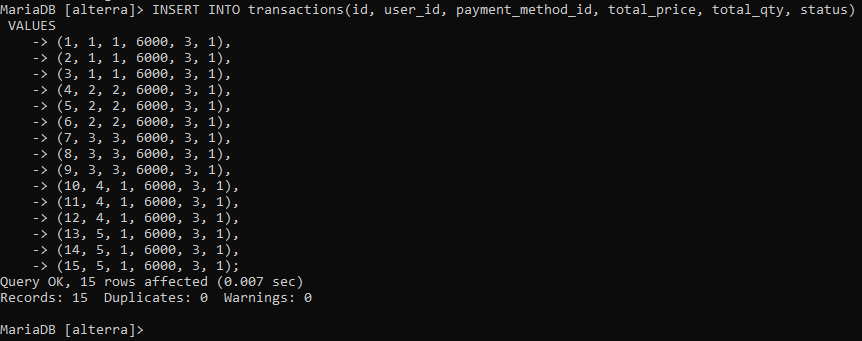 MariaDB [alterra]> INSERT INTO transactions(id, user_id, payment_method_id, total_price, total_qty, status)
 VALUES
    -> (1, 1, 1, 6000, 3, 1),
    -> (2, 1, 1, 6000, 3, 1),
    -> (3, 1, 1, 6000, 3, 1),
    -> (4, 2, 2, 6000, 3, 1),
    -> (5, 2, 2, 6000, 3, 1),
    -> (6, 2, 2, 6000, 3, 1),
    -> (7, 3, 3, 6000, 3, 1),
    -> (8, 3, 3, 6000, 3, 1),
    -> (9, 3, 3, 6000, 3, 1),
    -> (10, 4, 1, 6000, 3, 1),
    -> (11, 4, 1, 6000, 3, 1),
    -> (12, 4, 1, 6000, 3, 1),
    -> (13, 5, 1, 6000, 3, 1),
    -> (14, 5, 1, 6000, 3, 1),
    -> (15, 5, 1, 6000, 3, 1);
Query OK, 15 rows affected (0.007 sec)
Records: 15  Duplicates: 0  Warnings: 0
MariaDB [alterra]>